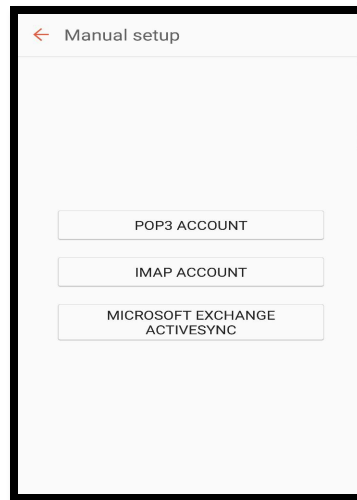 Manual setup
POP3 ACCOUNT
IMAP ACCOUNT
MICROSOFT EXCHANGE
ACTIVESYNC